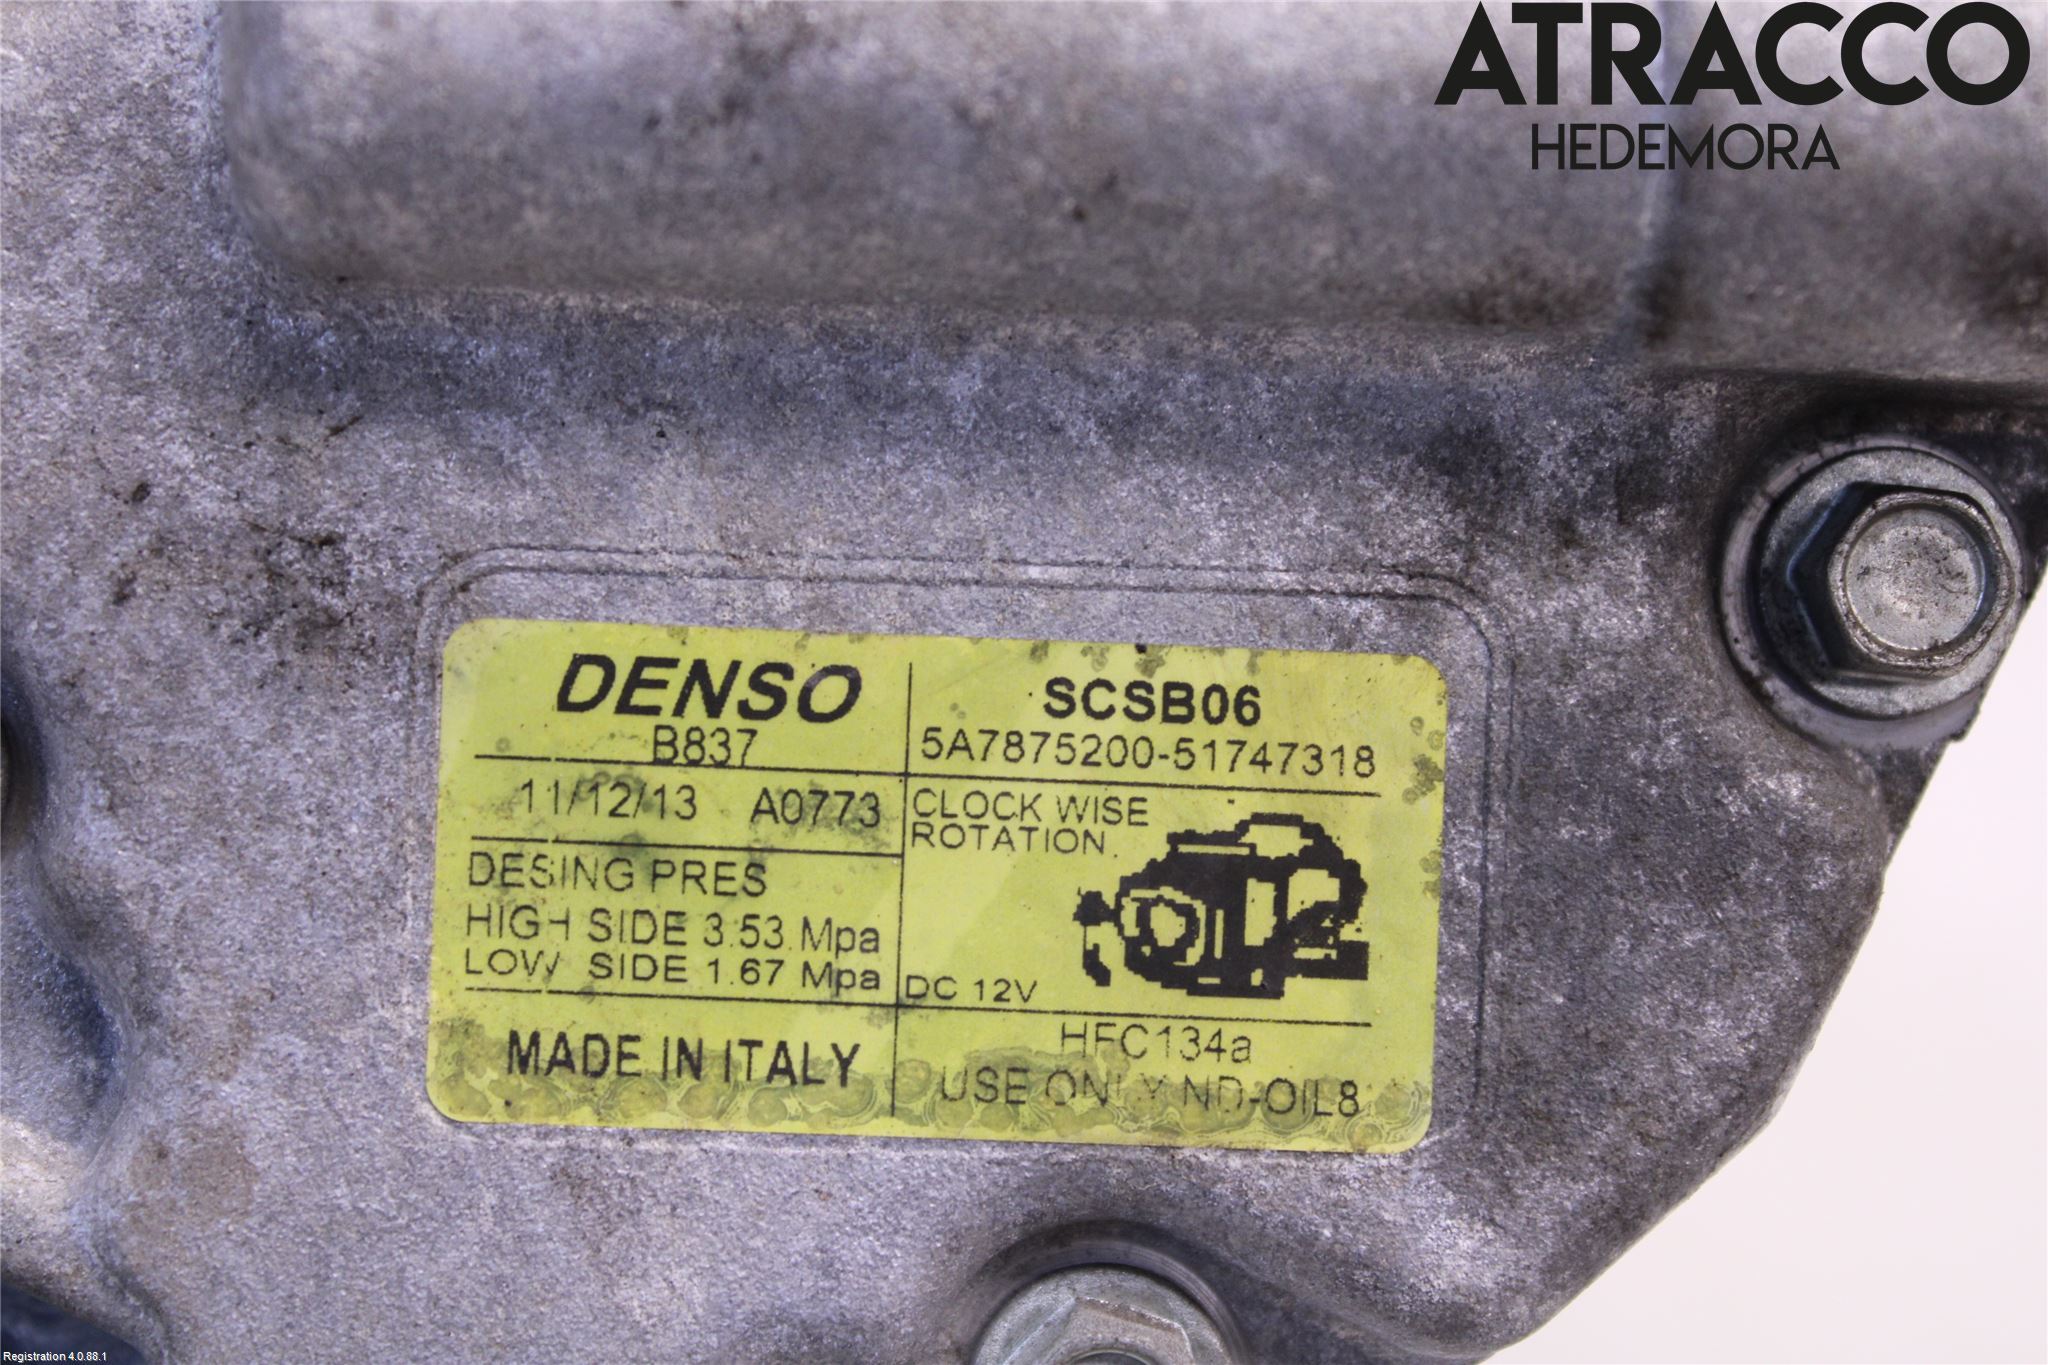 ATRACCO
HEDEMORA
DENSO
B837
11/12/13 A0773
DESING PRES
HIGH SIDE 3.53 Mpa
LOW SIDE 1.67 Mpa
MADE IN ITALY
SCSB06
5A7875200-51747318
CLOCK WISE
ROTATION
DC 12V
HFC134a
USE ONLY ND-OIL8
Registration 4.0.88.1